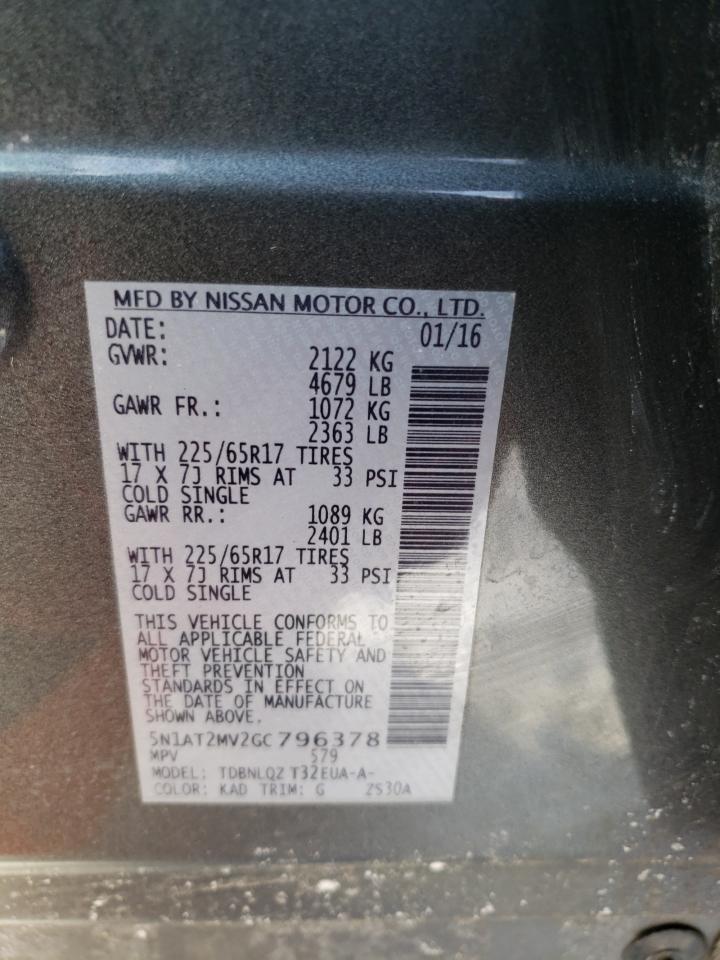 MFD BY NISSAN MOTOR CO., LTD.
DATE: 01/16
GVWR: 2122 KG
4679 LB
GAWR FR.: 1072 KG
2363 LB
WITH 225/65R17 TIRES
17 X 7J RIMS AT 33 PSI
COLD SINGLE
GAWR RR.: 1089 KG
2401 LB
WITH 225/65R17 TIRES
17 X 7J RIMS AT 33 PSI
COLD SINGLE
THIS VEHICLE CONFORMS TO
ALL APPLICABLE FEDERAL
MOTOR VEHICLE SAFETY AND
THEFT PREVENTION
STANDARDS IN EFFECT ON
THE DATE OF MANUFACTURE
SHOWN ABOVE.
5N1AT2MV2GC796378
MPV 579
MODEL: TDBNLQZ T32EUA-A-
COLOR: KAD TRIM: G ZS30A